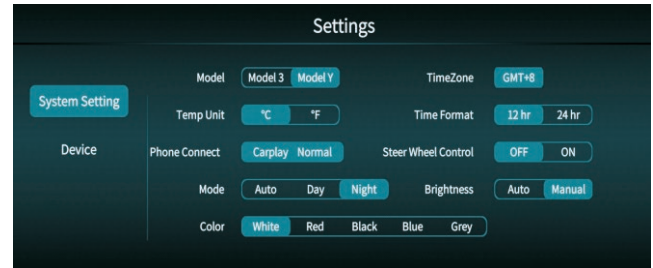 Settings
Model Model 3 Model Y TimeZone GMT+8
System Setting
Temp Unit °C °F Time Format 12 hr 24 hr
Device
Phone Connect Carplay Normal Steer Wheel Control OFF ON
Mode Auto Day Night Brightness Auto Manual
Color White Red Black Blue Grey